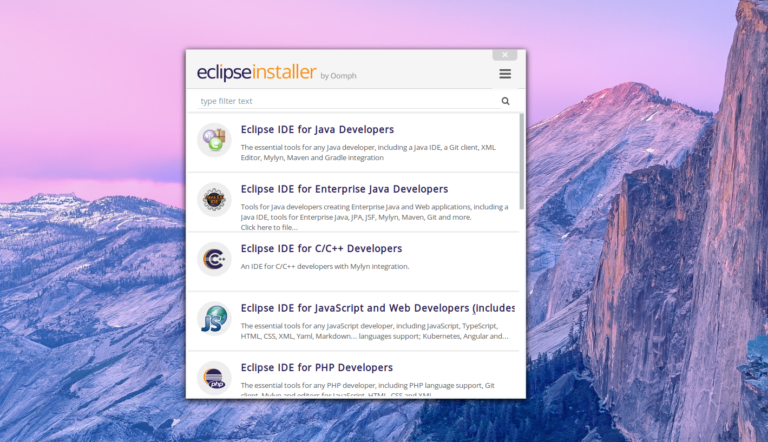 eclipseinstaller by Oomph
type filter text
Eclipse IDE for Java Developers
The essential tools for any Java developer, including a Java IDE, a Git client, XML
Editor, Mylyn, Maven and Gradle integration
Eclipse IDE for Enterprise Java Developers
Tools for Java developers creating Enterprise Java and Web applications, including a
Java IDE, tools for Enterprise Java, JPA, JSF, Mylyn, Maven, Git and more.
Click here to file...
Eclipse IDE for C/C++ Developers
An IDE for C/C++ developers with Mylyn integration.
Eclipse IDE for JavaScript and Web Developers (includes
The essential tools for any JavaScript developer, including JavaScript, TypeScript,
HTML, CSS, XML, Yaml, Markdown... languages support; Kubernetes, Angular and...
JS
Eclipse IDE for PHP Developers
The essential tools for any PHP developer, including PHP language support, Git
client, Mylyn and editors for JavaScript, HTML, CSS and XML.
php